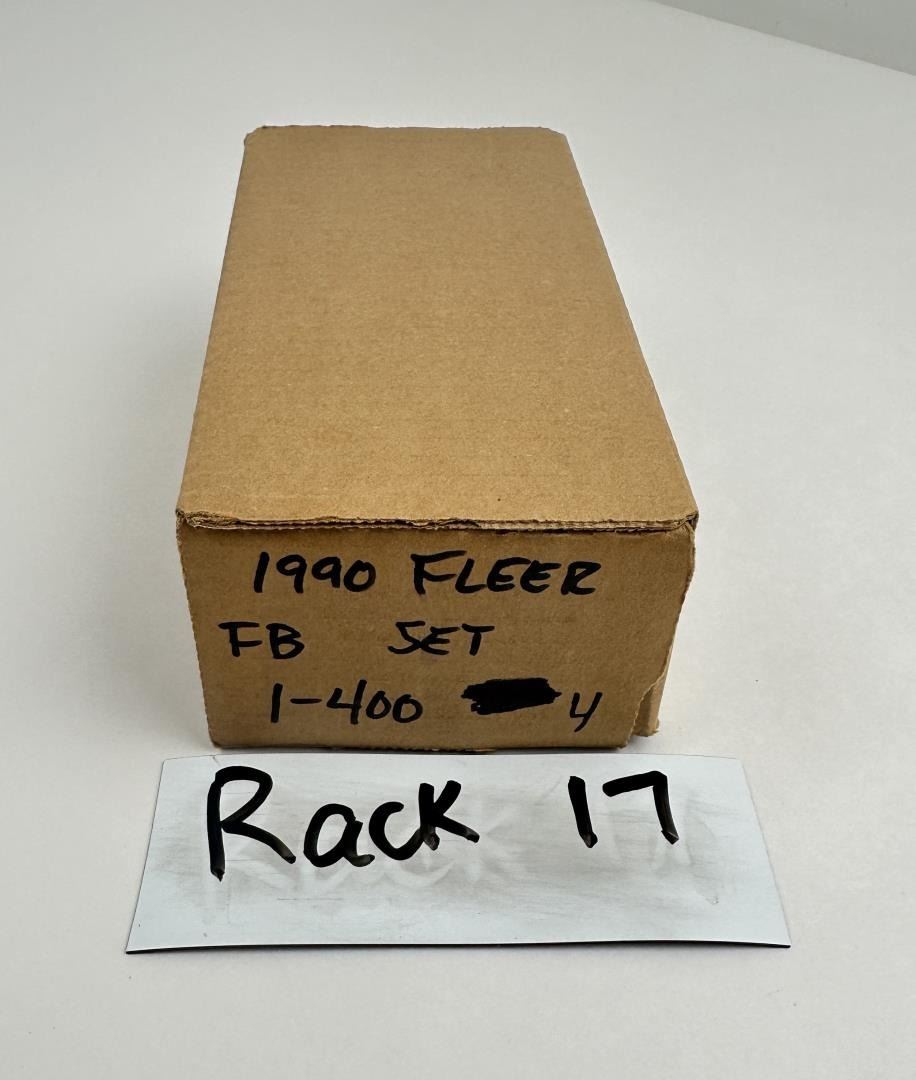 1990 FLEER
FB SET
1-400 4
Rack 17